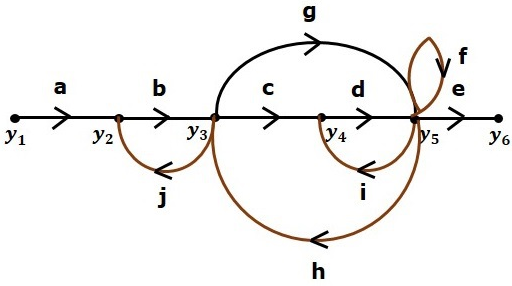 g
f
a b c d e
y₁ y₂ y₃ y₄ y₅ y₆
j i
h